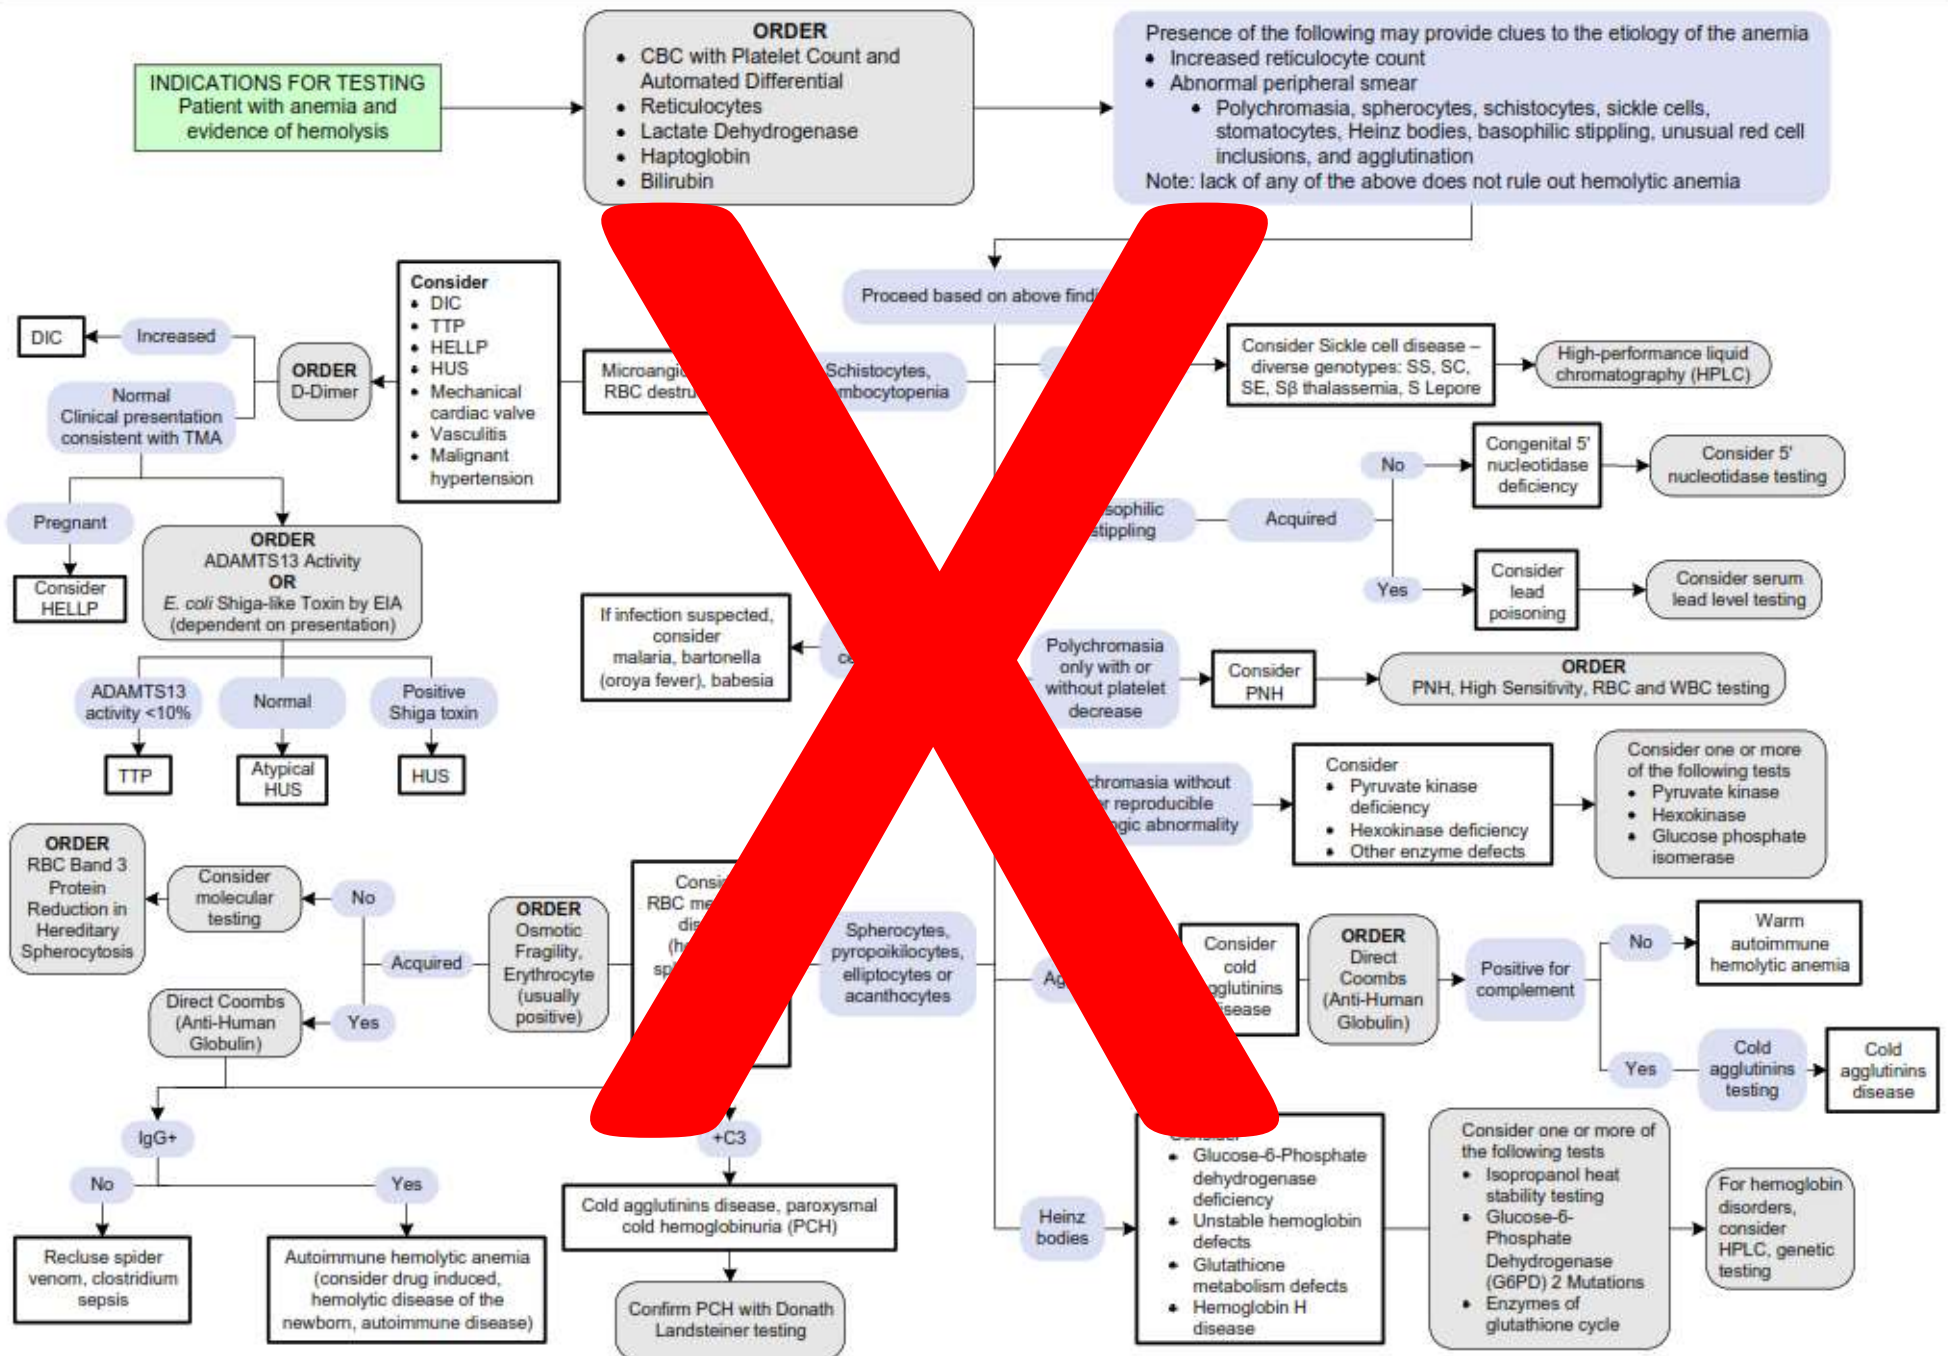 INDICATIONS FOR TESTING
Patient with anemia and
evidence of hemolysis
ORDER
• CBC with Platelet Count and
Automated Differential
• Reticulocytes
• Lactate Dehydrogenase
• Haptoglobin
• Bilirubin
Presence of the following may provide clues to the etiology of the anemia
• Increased reticulocyte count
• Abnormal peripheral smear
• Polychromasia, spherocytes, schistocytes, sickle cells,
stomatocytes, Heinz bodies, basophilic stippling, unusual red cell
inclusions, and agglutination
Note: lack of any of the above does not rule out hemolytic anemia
Proceed based on above
Schistocytes,
Microangio
RBC destru
Consider
• DIC
• TTP
• HELLP
• HUS
• Mechanical
cardiac valve
• Vasculitis
• Malignant
hypertension
ORDER
D-Dimer
Increased
DIC
Normal
Clinical presentation
consistent with TMA
Pregnant
Consider
HELLP
ORDER
ADAMTS13 Activity
OR
E. coli Shiga-like Toxin by EIA
(dependent on presentation)
ADAMTS13
activity <10%
TTP
Normal
Atypical
HUS
Positive
Shiga toxin
HUS
Consider Sickle cell disease –
diverse genotypes: SS, SC,
SE, Sβ thalassemia, S Lepore
High-performance liquid
chromatography (HPLC)
sophilic
stippling
Acquired
No
Congenital 5'
nucleotidase
deficiency
Consider 5'
nucleotidase testing
Yes
Consider
lead
poisoning
Consider serum
lead level testing
If infection suspected,
consider
malaria, bartonella
(oroya fever), babesia
Polychromasia
only with or
without platelet
decrease
Consider
PNH
ORDER
PNH, High Sensitivity, RBC and WBC testing
chromasia without
reproducible
ogic abnormality
Consider
• Pyruvate kinase
deficiency
• Hexokinase deficiency
• Other enzyme defects
Consider one or more
of the following tests
• Pyruvate kinase
• Hexokinase
• Glucose phosphate
isomerase
Spherocytes,
pyropoikilocytes,
elliptocytes or
acanthocytes
RBC
ORDER
Osmotic
Fragility,
Erythrocyte
(usually
positive)
Acquired
No
Consider
molecular
testing
ORDER
RBC Band 3
Protein
Reduction in
Hereditary
Spherocytosis
Yes
Direct Coombs
(Anti-Human
Globulin)
IgG+
No
Recluse spider
venom, clostridium
sepsis
Yes
Autoimmune hemolytic anemia
(consider drug induced,
hemolytic disease of the
newborn, autoimmune disease)
+C3
Cold agglutinins disease, paroxysmal
cold hemoglobinuria (PCH)
Confirm PCH with Donath
Landsteiner testing
Consider
cold
gglutinins
isease
ORDER
Direct
Coombs
(Anti-Human
Globulin)
Positive for
complement
No
Warm
autoimmune
hemolytic anemia
Yes
Cold
agglutinins
testing
Cold
agglutinins
disease
Heinz
bodies
• Glucose-6-Phosphate
dehydrogenase
deficiency
• Unstable hemoglobin
defects
• Glutathione
metabolism defects
• Hemoglobin H
disease
Consider one or more of
the following tests
• Isopropanol heat
stability testing
• Glucose-6-
Phosphate
Dehydrogenase
(G6PD) 2 Mutations
• Enzymes of
glutathione cycle
For hemoglobin
disorders,
consider
HPLC, genetic
testing